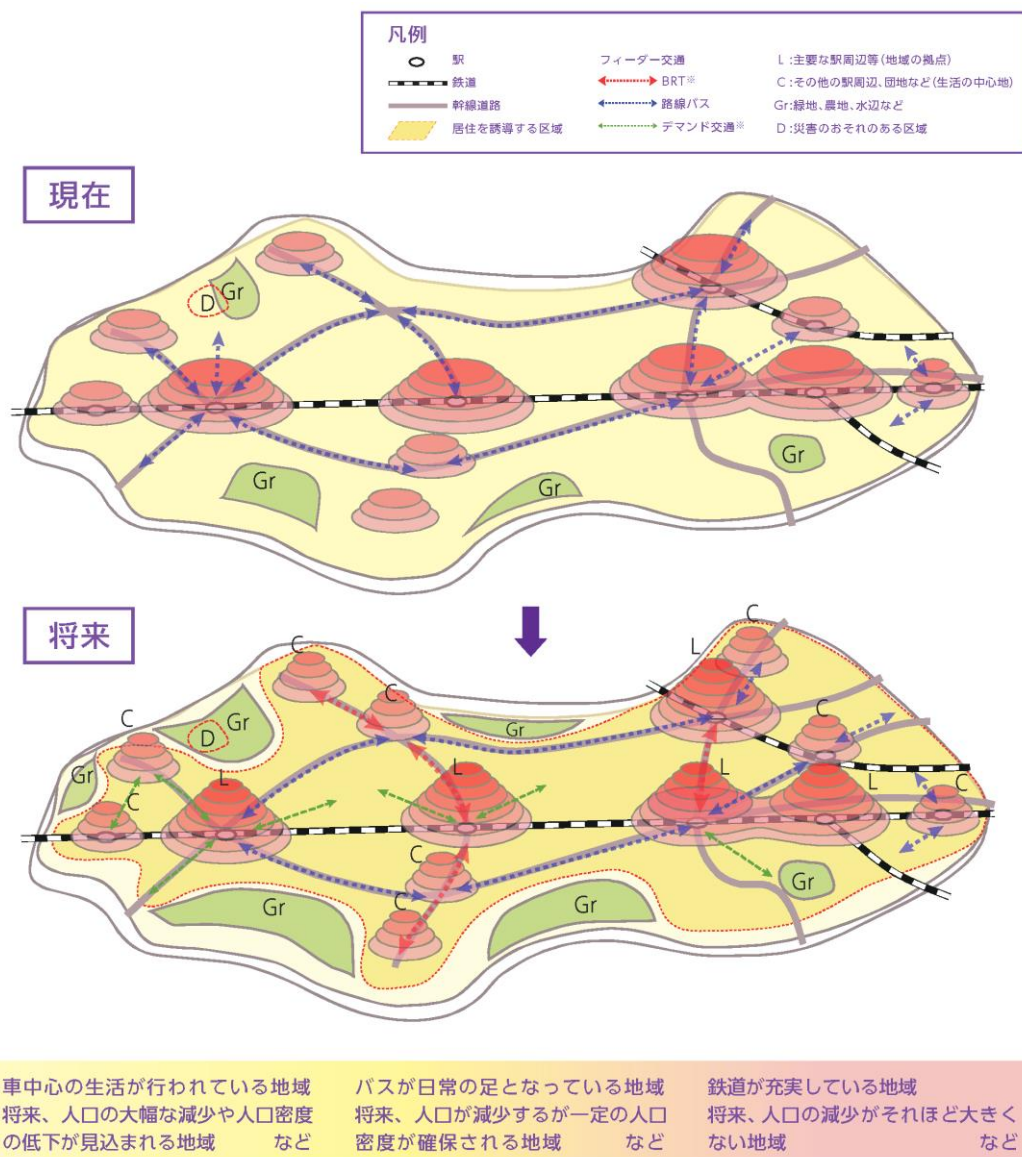 凡例
駅
鉄道
幹線道路
居住を誘導する区域
フィーダー交通
BRT※
路線バス
デマンド交通※
L:主要な駅周辺等(地域の拠点)
C:その他の駅周辺、団地など(生活の中心地)
Gr:緑地、農地、水辺など
D:災害のおそれのある区域
現在
D
Gr
Gr
Gr
Gr
将来
C
C
L
C
C
Gr
D
Gr
C
Gr
L
C
L
L
L
C
C
C
Gr
Gr
Gr
車中心の生活が行われている地域
将来、人口の大幅な減少や人口密度
の低下が見込まれる地域 など
バスが日常の足となっている地域
将来、人口が減少するが一定の人口
密度が確保される地域 など
鉄道が充実している地域
将来、人口の減少がそれほど大きく
ない地域 など